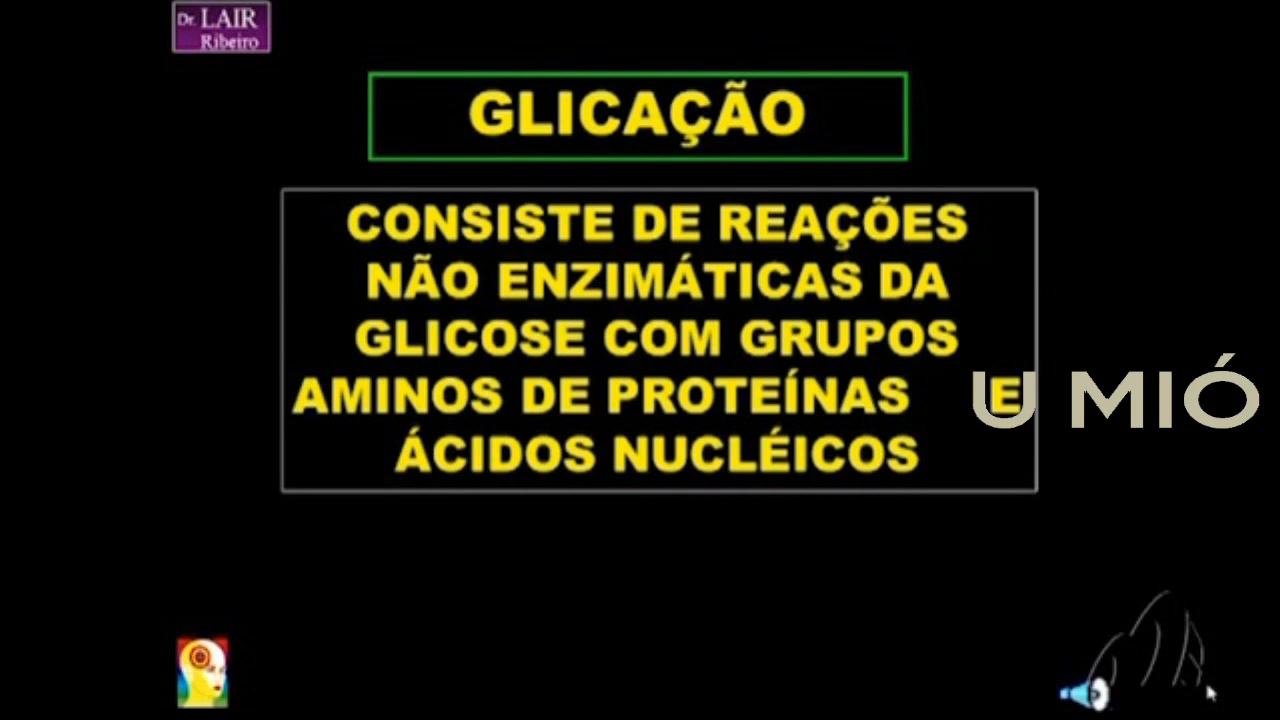 Dr. LAIR
Ribeiro
GLICAÇÃO
CONSISTE DE REAÇÕES
NÃO ENZIMÁTICAS DA
GLICOSE COM GRUPOS
AMINOS DE PROTEÍNAS E
U MIÓ
ÁCIDOS NUCLÉICOS